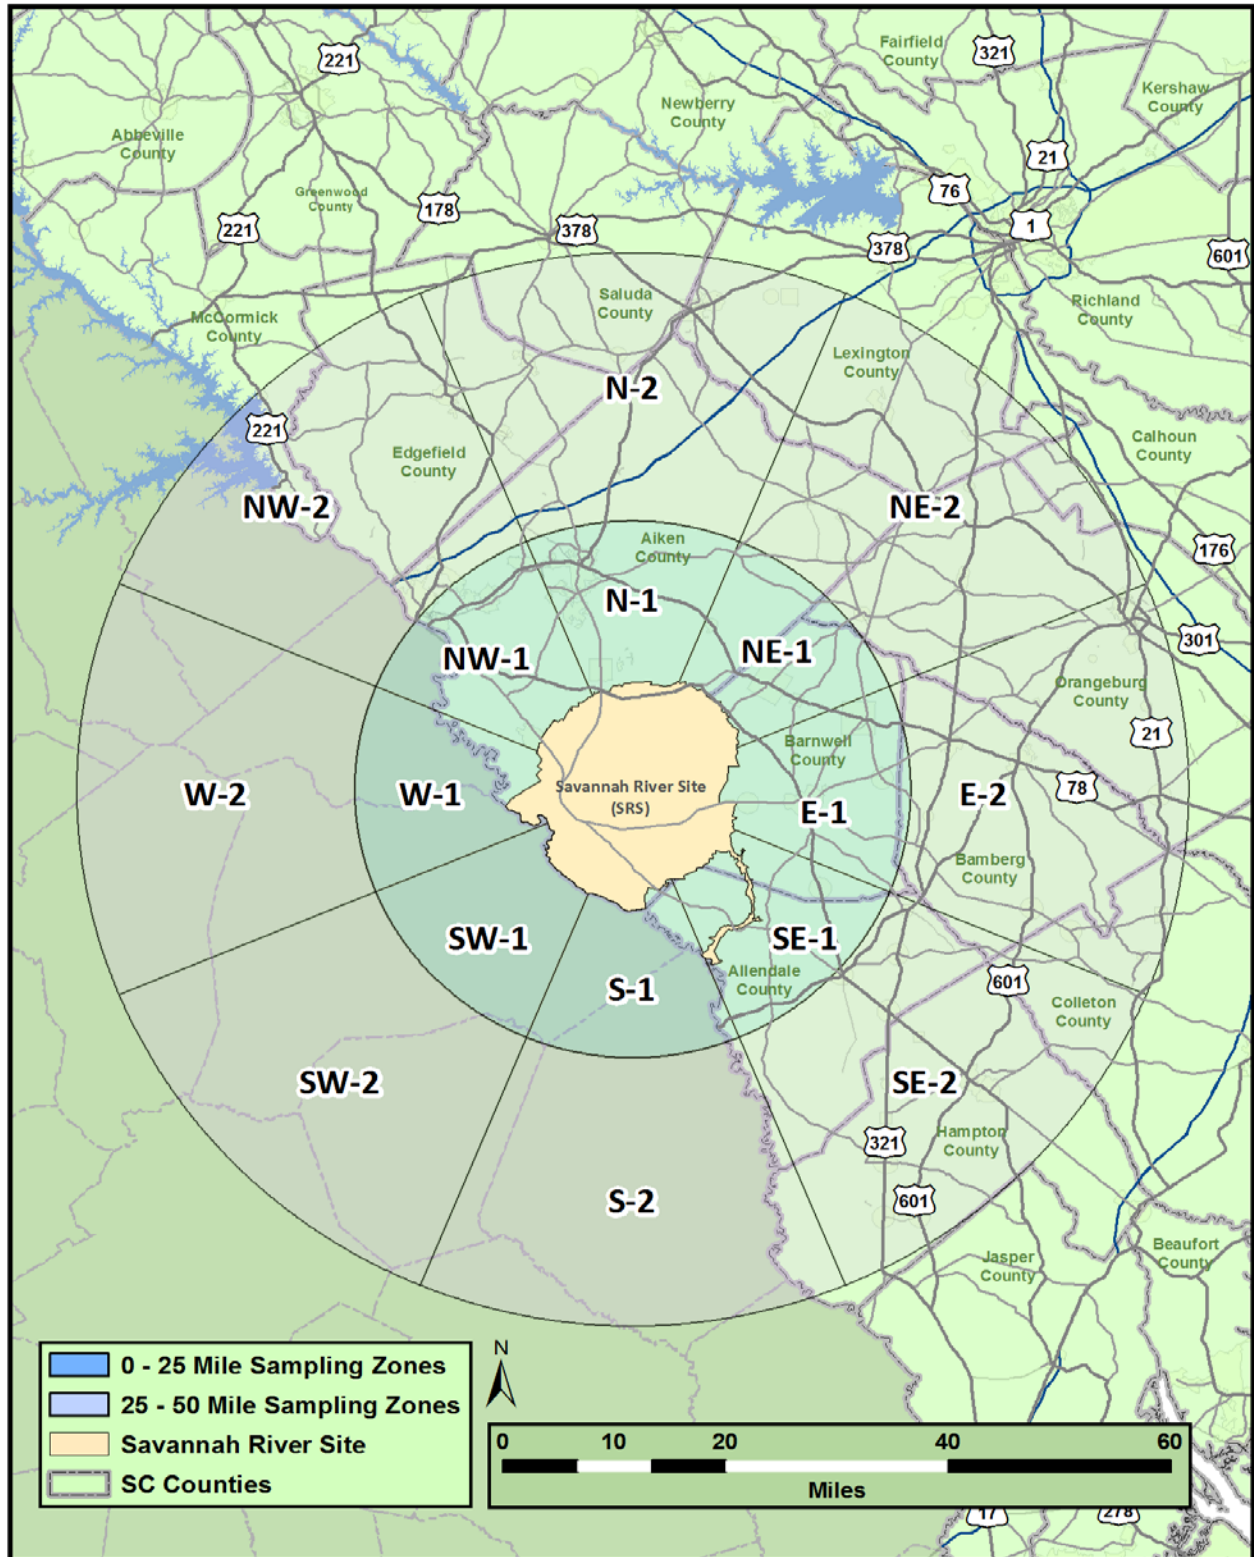 221
Fairfield
County
321
Kershaw
County
Newberry
County
Abbeville
County
21
Greenwood
County
76
178
221
378
1
378
601
Saluda
County
Richland
County
McCormick
County
Lexington
County
N-2
221
Edgefield
County
Calhoun
County
NW-2
NE-2
176
Aiken
County
N-1
301
NW-1
NE-1
Orangeburg
County
21
Barnwell
County
Savannah River Site
(SRS)
W-2
W-1
E-1
E-2
78
Bamberg
County
SW-1
SE-1
S-1
Allendale
County
601
Colleton
County
SW-2
SE-2
321
Hampton
County
S-2
601
Jasper
County
Beaufort
County
0 - 25 Mile Sampling Zones
25 - 50 Mile Sampling Zones
Savannah River Site
SC Counties
N
0 10 20 40 60
Miles
17
278